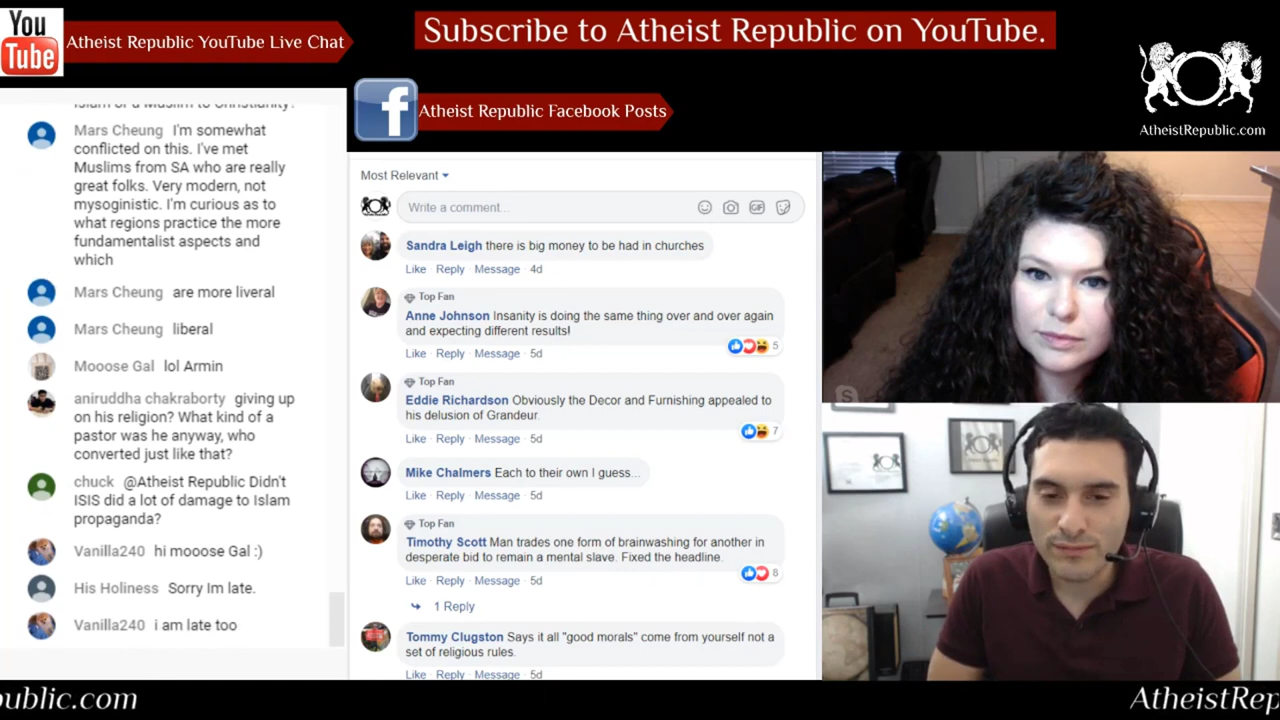 You
Tube
Atheist Republic YouTube Live Chat
Subscribe to Atheist Republic on YouTube.
AtheistRepublic.com
f
Atheist Republic Facebook Posts
Islam or a Muslim to Christianity?
Mars Cheung I'm somewhat
conflicted on this. I've met
Muslims from SA who are really
great folks. Very modern, not
mysoginistic. I'm curious as to
what regions practice the more
fundamentalist aspects and
which
Mars Cheung are more liveral
Mars Cheung liberal
Mooose Gal lol Armin
aniruddha chakraborty giving up
on his religion? What kind of a
pastor was he anyway, who
converted just like that?
chuck @Atheist Republic Didn't
ISIS did a lot of damage to Islam
propaganda?
Vanilla240 hi mooose Gal :)
His Holiness Sorry Im late.
Vanilla240 i am late too
Most Relevant
Write a comment...
GIF
Sandra Leigh there is big money to be had in churches
Like · Reply · Message · 4d
Top Fan
Anne Johnson Insanity is doing the same thing over and over again
and expecting different results!
Like · Reply · Message · 5d
5
Top Fan
Eddie Richardson Obviously the Decor and Furnishing appealed to
his delusion of Grandeur.
Like · Reply · Message · 5d
7
Mike Chalmers Each to their own I guess...
Like · Reply · Message · 5d
Top Fan
Timothy Scott Man trades one form of brainwashing for another in
desperate bid to remain a mental slave. Fixed the headline.
Like · Reply · Message · 5d
8
1 Reply
Tommy Clugston Says it all "good morals" come from yourself not a
set of religious rules.
Like · Reply · Message · 5d
public.com
AtheistRep